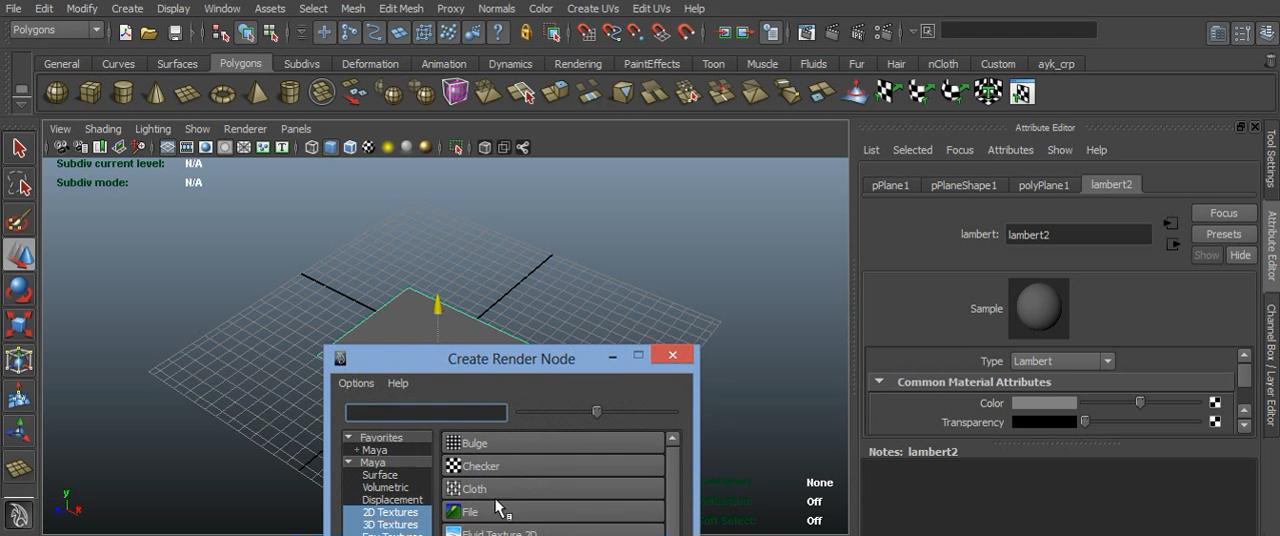 File Edit Modify Create Display Window Assets Select Mesh Edit Mesh Proxy Normals Color Create UVs Edit UVs Help
Polygons
General Curves Surfaces Polygons Subdivs Deformation Animation Dynamics Rendering PaintEffects Toon Muscle Fluids Fur Hair nCloth Custom ayk_crp
View Shading Lighting Show Renderer Panels
Subdiv current level: N/A
Subdiv mode: N/A
Create Render Node
Options Help
Favorites
+ Maya
Maya
Surface
Volumetric
Displacement
2D Textures
3D Textures
Bulge
Checker
Cloth
File
Fluid Texture 2D
None
Off
Soft Select: Off
y
x
Attribute Editor
List Selected Focus Attributes Show Help
pPlane1 pPlaneShape1 polyPlane1 lambert2
lambert: lambert2
Focus
Presets
Show Hide
Sample
Type Lambert
Common Material Attributes
Color
Transparency
Notes: lambert2
Tool Settings
Attribute Editor
Channel Box / Layer Editor